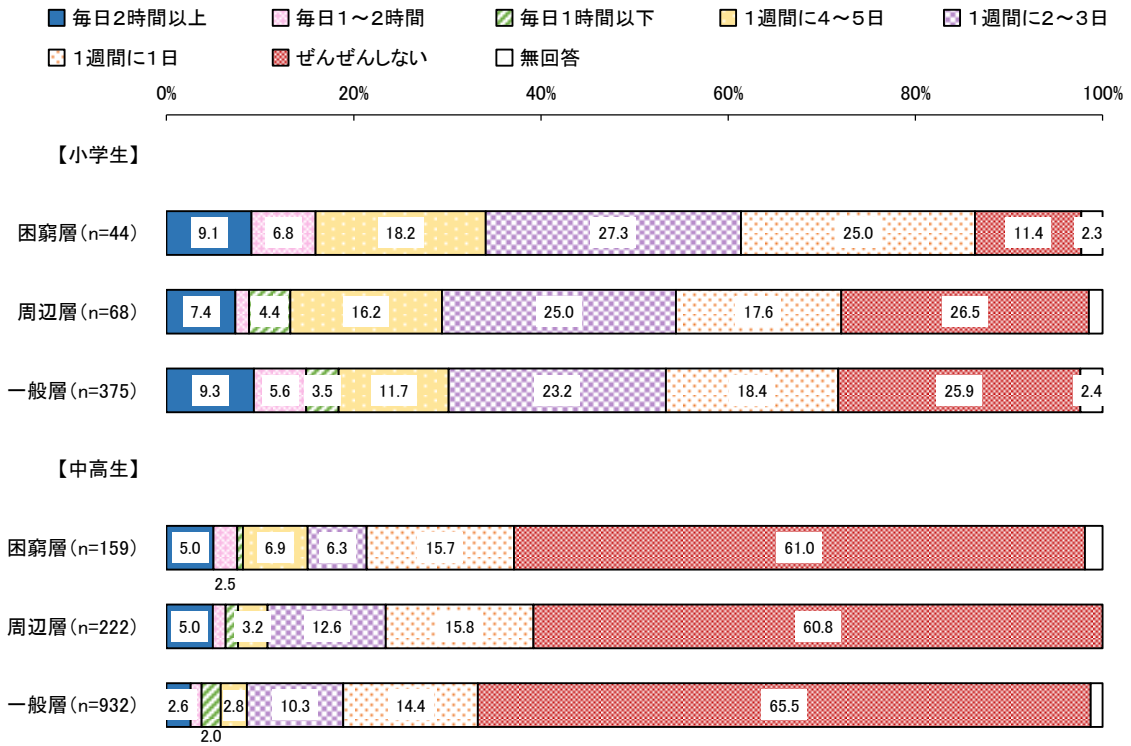 毎日2時間以上 毎日1～2時間 毎日1時間以下 1週間に4～5日 1週間に2～3日
1週間に1日 ぜんぜんしない 無回答
0% 20% 40% 60% 80% 100%
【小学生】
困窮層(n=44) 9.1 6.8 18.2 27.3 25.0 11.4 2.3
周辺層(n=68) 7.4 4.4 16.2 25.0 17.6 26.5
一般層(n=375) 9.3 5.6 3.5 11.7 23.2 18.4 25.9 2.4
【中高生】
困窮層(n=159) 5.0 6.9 6.3 15.7 61.0
2.5
周辺層(n=222) 5.0 3.2 12.6 15.8 60.8
一般層(n=932) 2.6 2.8 10.3 14.4 65.5
2.0